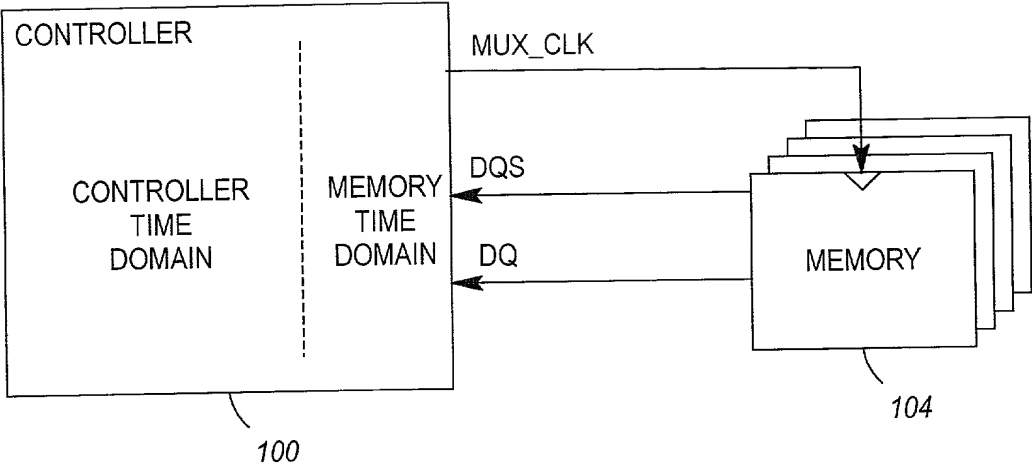 CONTROLLER
MUX_CLK
CONTROLLER
TIME
DOMAIN
MEMORY
TIME
DOMAIN
DQS
DQ
MEMORY
100
104